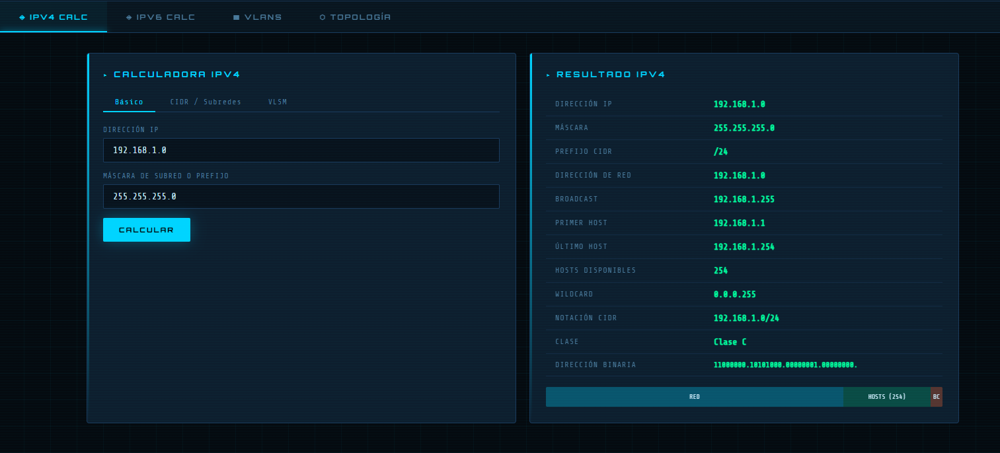 IPV4 CALC
IPV6 CALC
VLANS
TOPOLOGÍA
CALCULADORA IPV4
Básico
CIDR / Subredes
VLSM
DIRECCIÓN IP
192.168.1.0
MÁSCARA DE SUBRED O PREFIJO
255.255.255.0
CALCULAR
RESULTADO IPV4
DIRECCIÓN IP 192.168.1.0
MÁSCARA 255.255.255.0
PREFIJO CIDR /24
DIRECCIÓN DE RED 192.168.1.0
BROADCAST 192.168.1.255
PRIMER HOST 192.168.1.1
ÚLTIMO HOST 192.168.1.254
HOSTS DISPONIBLES 254
WILDCARD 0.0.0.255
NOTACIÓN CIDR 192.168.1.0/24
CLASE Clase C
DIRECCIÓN BINARIA 11000000.10101000.00000001.00000000.
RED HOSTS (254) BC